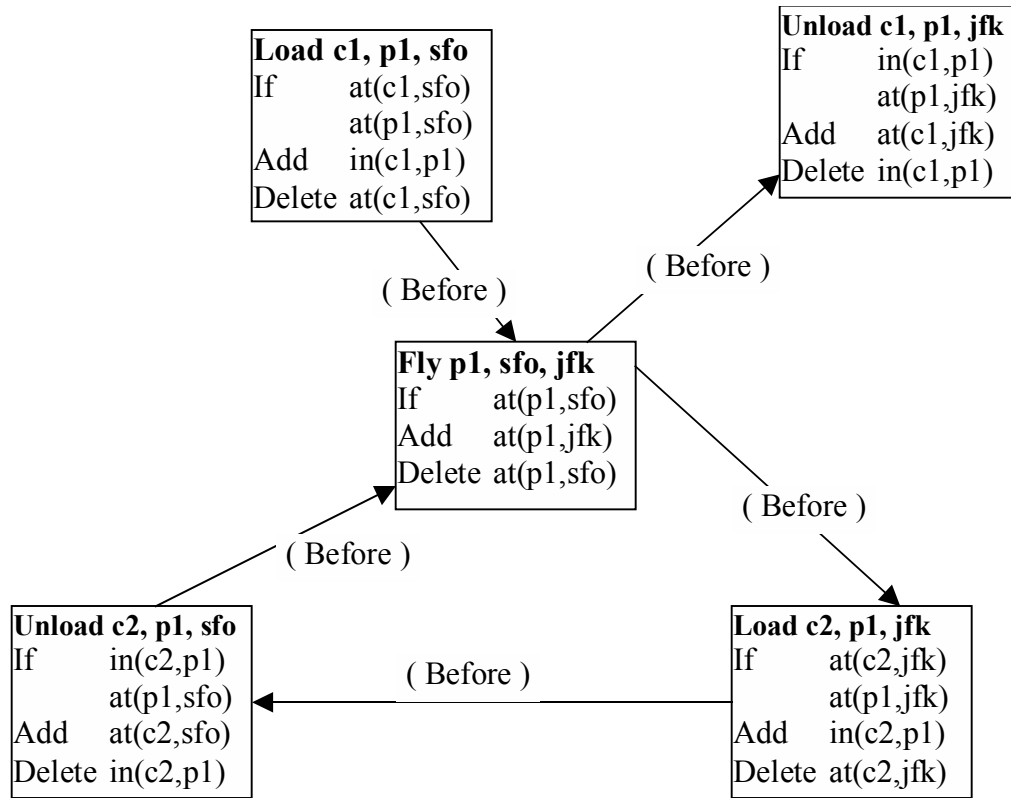 Load c1, p1, sfo
If at(c1,sfo)
at(p1,sfo)
Add in(c1,p1)
Delete at(c1,sfo)
Unload c1, p1, jfk
If in(c1,p1)
at(p1,jfk)
Add at(c1,jfk)
Delete in(c1,p1)
( Before )
( Before )
Fly p1, sfo, jfk
If at(p1,sfo)
Add at(p1,jfk)
Delete at(p1,sfo)
( Before )
( Before )
Unload c2, p1, sfo
If in(c2,p1)
at(p1,sfo)
Add at(c2,sfo)
Delete in(c2,p1)
( Before )
Load c2, p1, jfk
If at(c2,jfk)
at(p1,jfk)
Add in(c2,p1)
Delete at(c2,jfk)